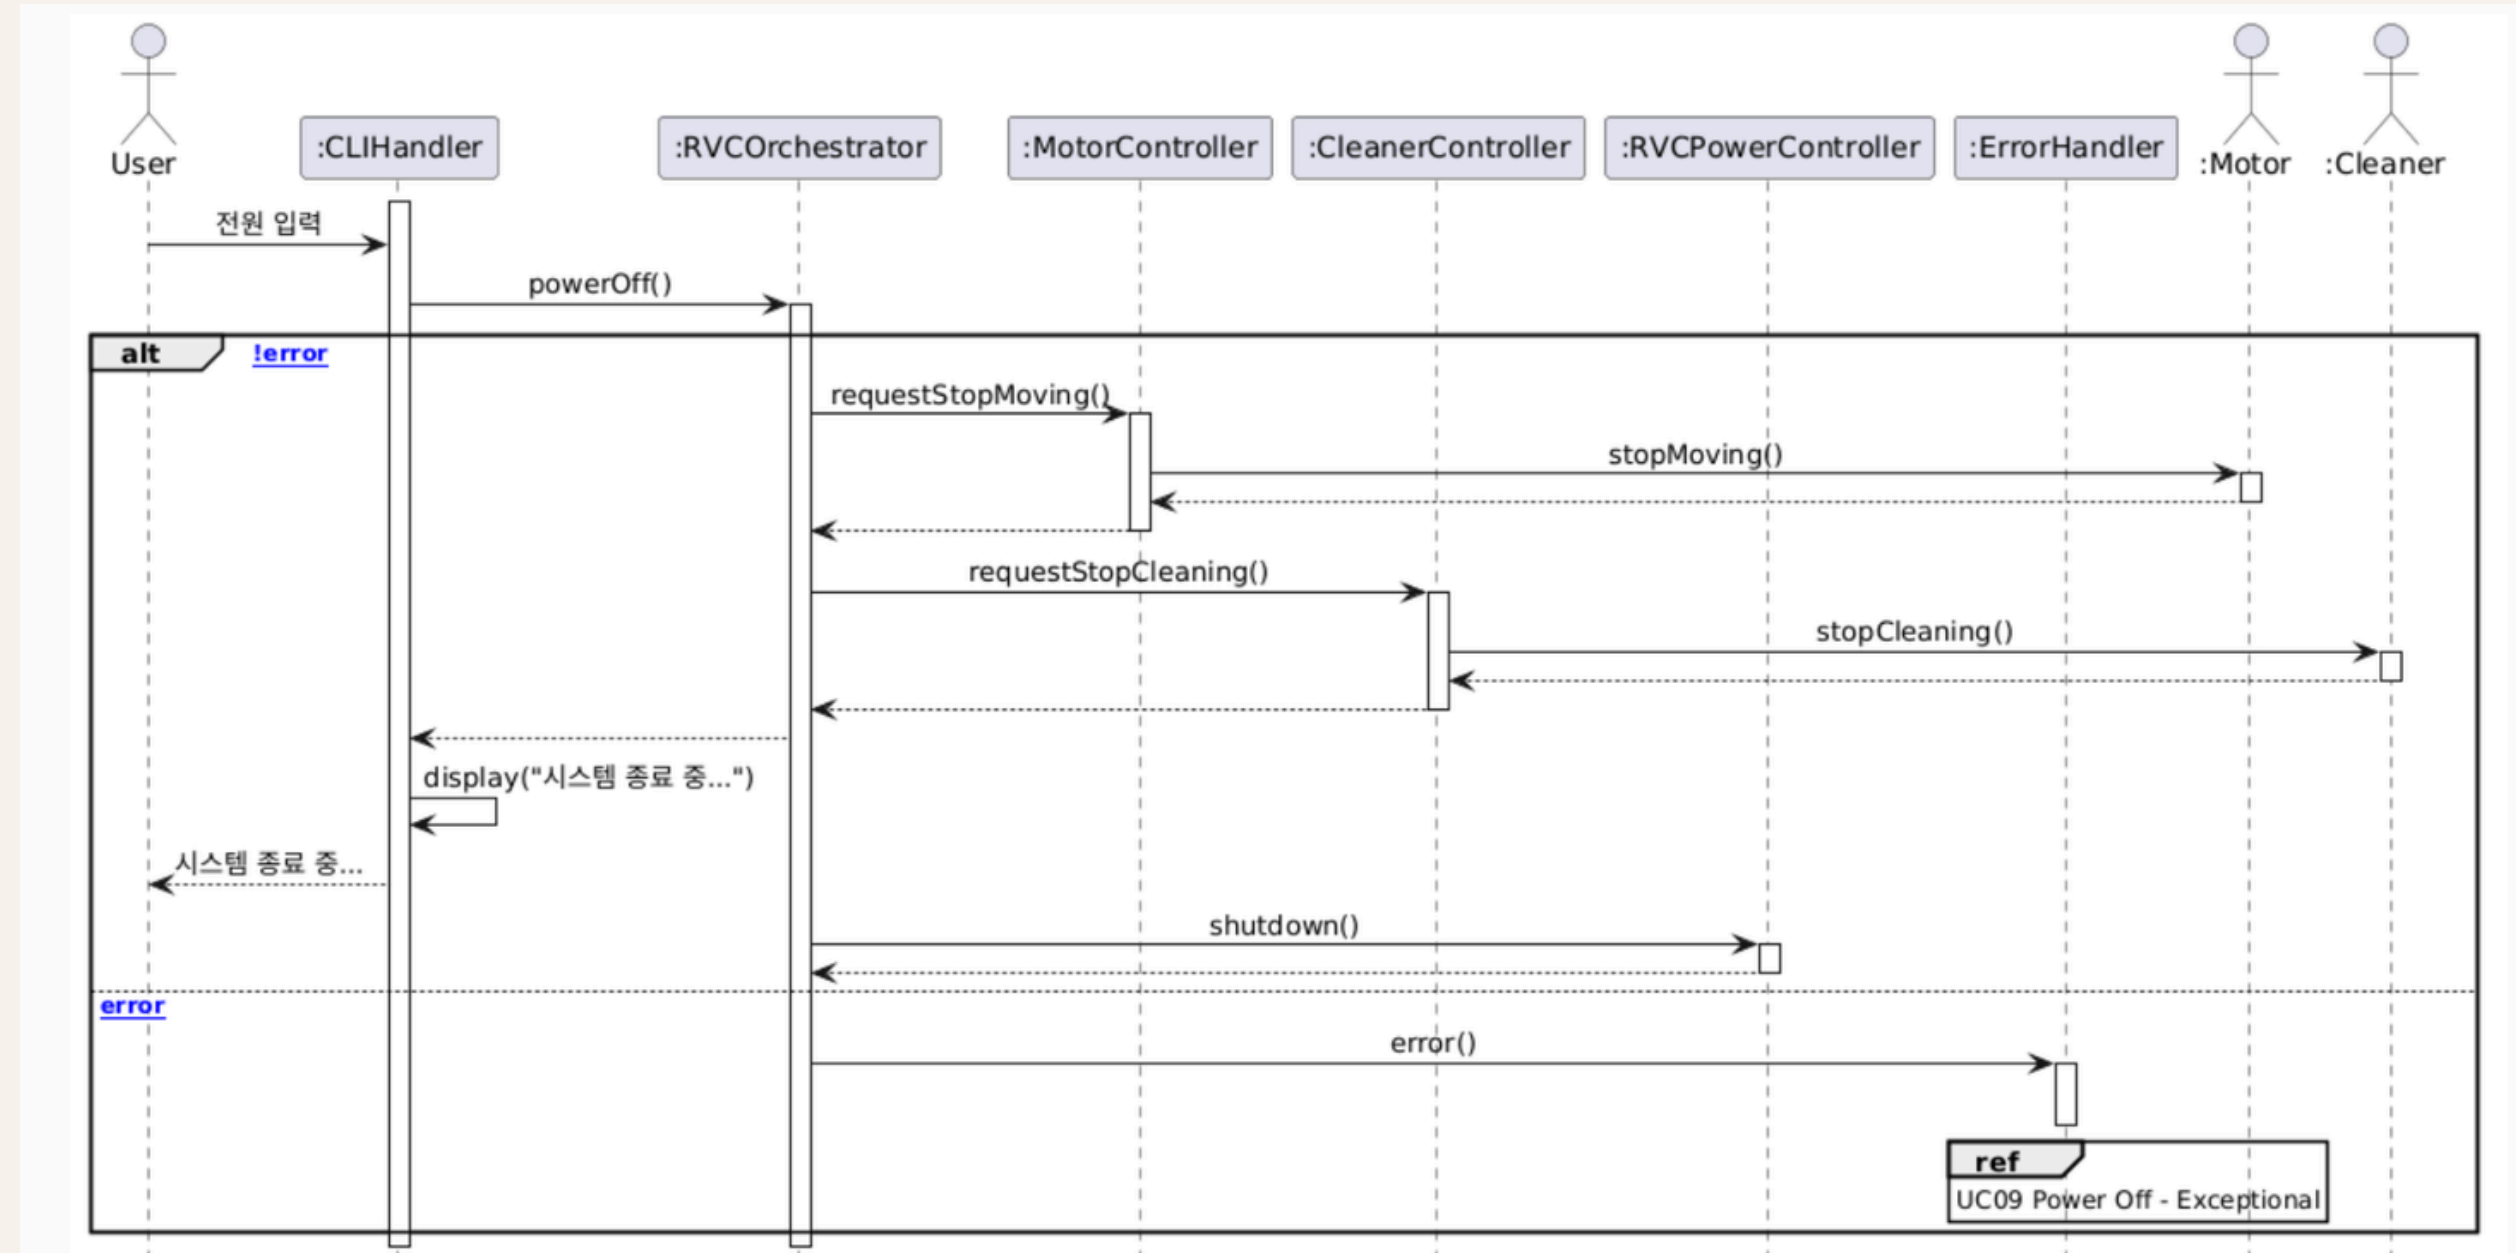 User
:CLIHandler
:RVCOrchestrator
:MotorController
:CleanerController
:RVCPowerController
:ErrorHandler
:Motor
:Cleaner
전원 입력
powerOff()
alt
!error
requestStopMoving()
stopMoving()
requestStopCleaning()
stopCleaning()
display("시스템 종료 중...")
시스템 종료 중...
shutdown()
error
error()
ref
UC09 Power Off - Exceptional